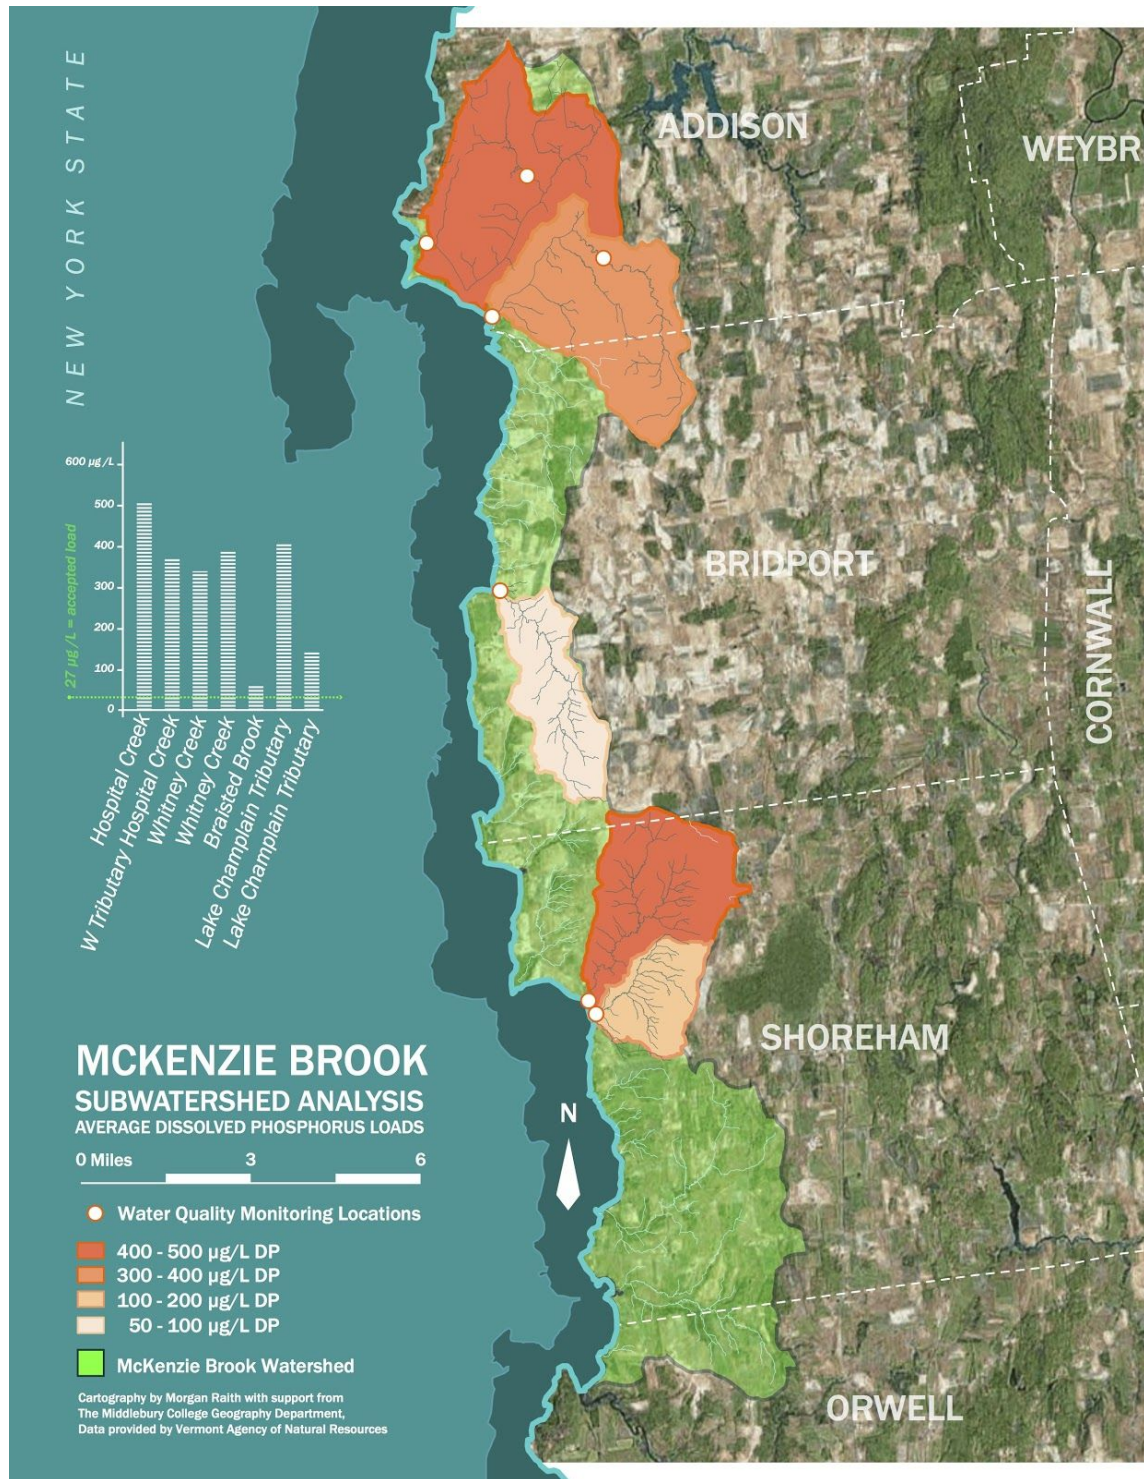 NEW YORK STATE
ADDISON
WEYBR
BRIDPORT
CORNWALL
SHOREHAM
ORWELL
600 µg/L
500
400
300
200
100
0
27 µg/L = accepted load
Hospital Creek
W Tributary Hospital Creek
Whitney Creek
Whitney Creek
Braisted Brook
Lake Champlain Tributary
Lake Champlain Tributary
MCKENZIE BROOK
SUBWATERSHED ANALYSIS
AVERAGE DISSOLVED PHOSPHORUS LOADS
0 Miles 3 6
N
Water Quality Monitoring Locations
400 - 500 µg/L DP
300 - 400 µg/L DP
100 - 200 µg/L DP
50 - 100 µg/L DP
McKenzie Brook Watershed
Cartography by Morgan Raith with support from
The Middlebury College Geography Department,
Data provided by Vermont Agency of Natural Resources